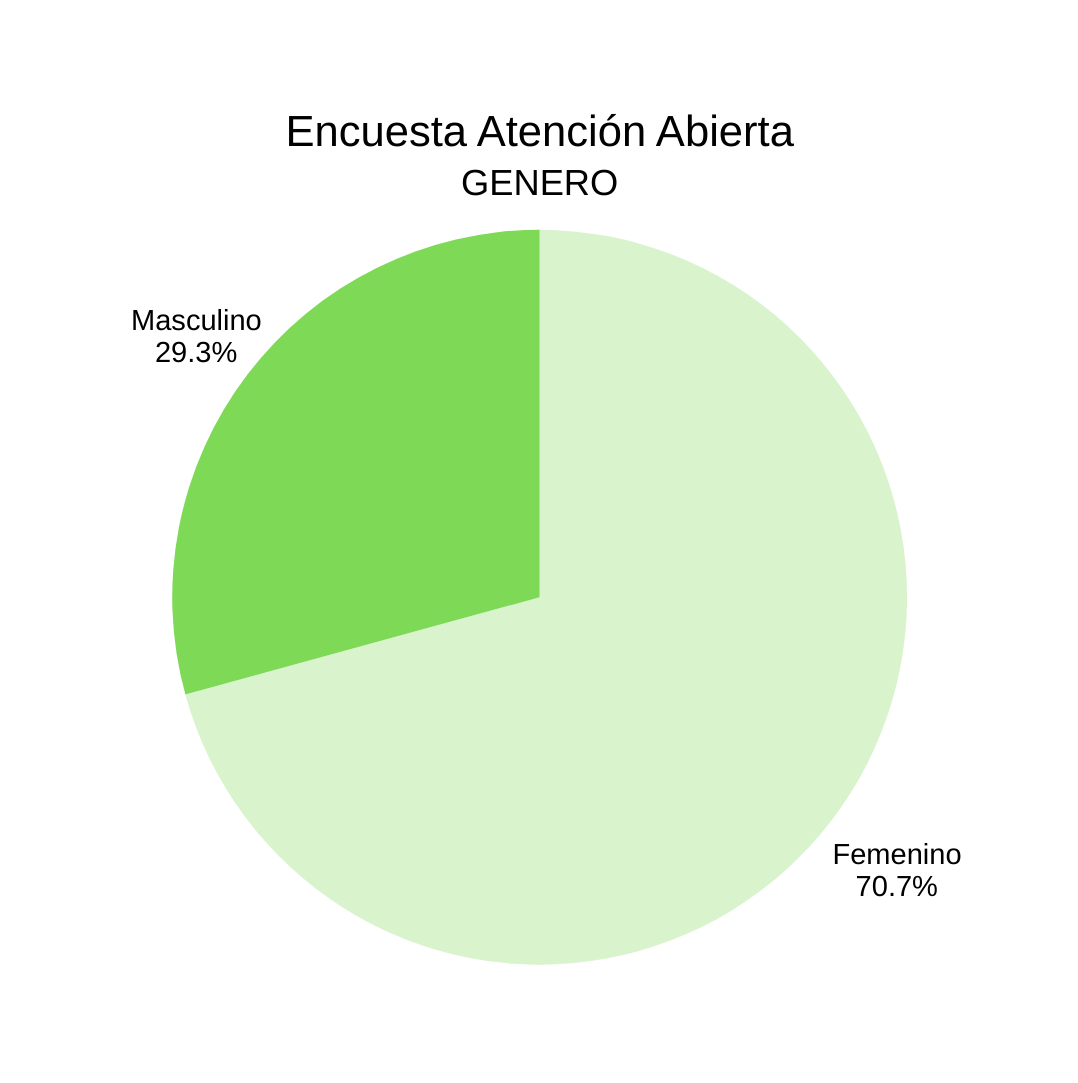 Encuesta Atención Abierta
GENERO
Masculino
29.3%
Femenino
70.7%